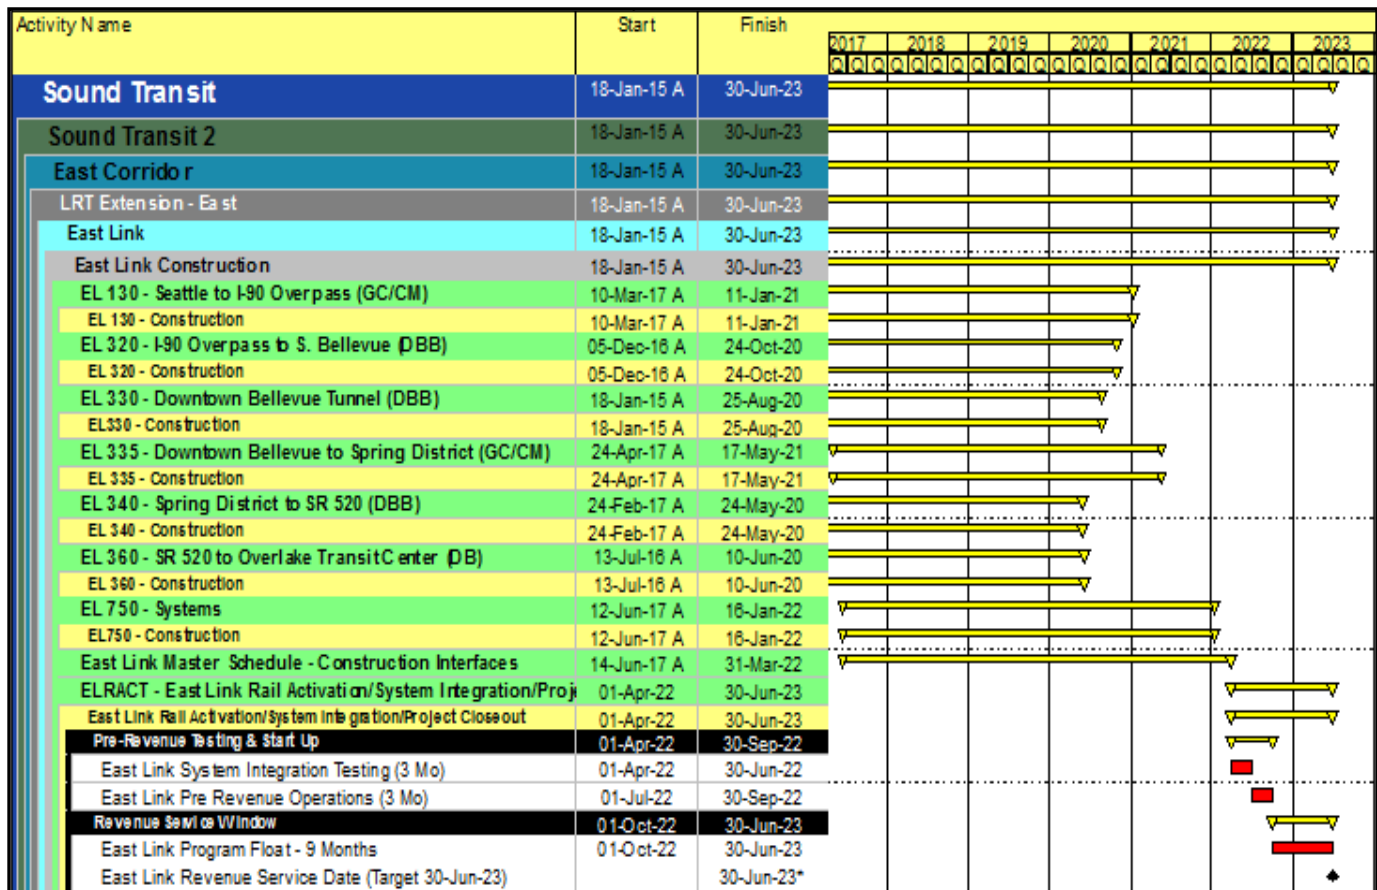 Activity Name Start Finish
2017 2018 2019 2020 2021 2022 2023
Q Q Q Q Q Q Q Q Q Q Q Q Q Q Q Q Q Q Q Q Q Q Q Q Q Q Q
Sound Transit 18-Jan-15 A 30-Jun-23
Sound Transit 2 18-Jan-15 A 30-Jun-23
East Corridor 18-Jan-15 A 30-Jun-23
LRT Extension - East 18-Jan-15 A 30-Jun-23
East Link 18-Jan-15 A 30-Jun-23
East Link Construction 18-Jan-15 A 30-Jun-23
EL 130 - Seattle to I-90 Overpass (GC/CM) 10-Mar-17 A 11-Jan-21
EL 130 - Construction 10-Mar-17 A 11-Jan-21
EL 320 - I-90 Overpass to S. Bellevue (DBB) 05-Dec-16 A 24-Oct-20
EL 320 - Construction 05-Dec-16 A 24-Oct-20
EL 330 - Downtown Bellevue Tunnel (DBB) 18-Jan-15 A 25-Aug-20
EL330 - Construction 18-Jan-15 A 25-Aug-20
EL 335 - Downtown Bellevue to Spring District (GC/CM) 24-Apr-17 A 17-May-21
EL 335 - Construction 24-Apr-17 A 17-May-21
EL 340 - Spring District to SR 520 (DBB) 24-Feb-17 A 24-May-20
EL 340 - Construction 24-Feb-17 A 24-May-20
EL 360 - SR 520 to Overlake Transit Center (DB) 13-Jul-16 A 10-Jun-20
EL 360 - Construction 13-Jul-16 A 10-Jun-20
EL 750 - Systems 12-Jun-17 A 16-Jan-22
EL750 - Construction 12-Jun-17 A 16-Jan-22
East Link Master Schedule - Construction Interfaces 14-Jun-17 A 31-Mar-22
ELRACT - East Link Rail Activation/System Integration/Proj 01-Apr-22 30-Jun-23
East Link Rail Activation/System Integration/Project Closeout 01-Apr-22 30-Jun-23
Pre-Revenue Testing & Start Up 01-Apr-22 30-Sep-22
East Link System Integration Testing (3 Mo) 01-Apr-22 30-Jun-22
East Link Pre Revenue Operations (3 Mo) 01-Jul-22 30-Sep-22
Revenue Service Window 01-Oct-22 30-Jun-23
East Link Program Float - 9 Months 01-Oct-22 30-Jun-23
East Link Revenue Service Date (Target 30-Jun-23) 30-Jun-23*